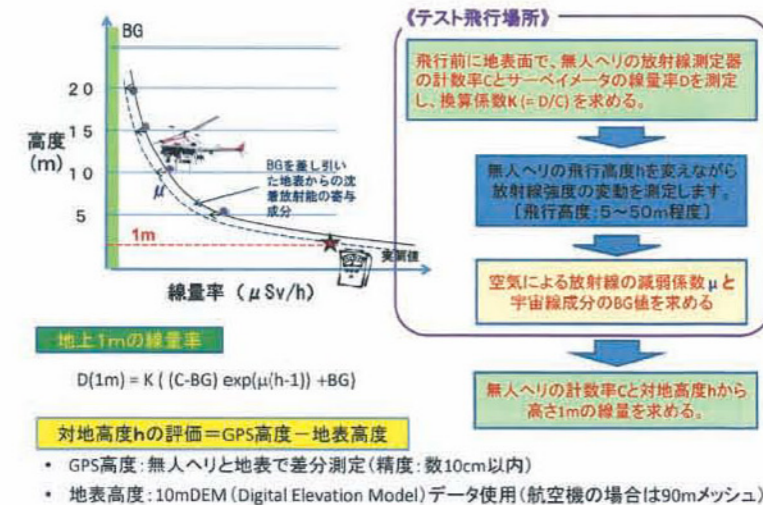 BG
20
15
10
5
高度
(m)
1m
μ
BGを差し引い
た地表からの沈
着放射能の寄与
成分
実測値
線量率 ( μSv/h)
《テスト飛行場所》
飛行前に地表面で、無人ヘリの放射線測定器
の計数率Cとサーベイメータの線量率Dを測定
し、換算係数K (= D/C) を求める。
無人ヘリの飛行高度hを変えながら
放射線強度の変動を測定します。
[飛行高度:5~50m程度]
空気による放射線の減弱係数 μ と
宇宙線成分のBG値を求める
無人ヘリの計数率Cと対地高度hから
高さ1mの線量を求める。
地上1mの線量率
D(1m) = K ( (C-BG) exp(μ(h-1)) +BG)
対地高度hの評価=GPS高度-地表高度
• GPS高度:無人ヘリと地表で差分測定(精度:数10cm以内)
• 地表高度:10mDEM (Digital Elevation Model) データ使用(航空機の場合は90mメッシュ)